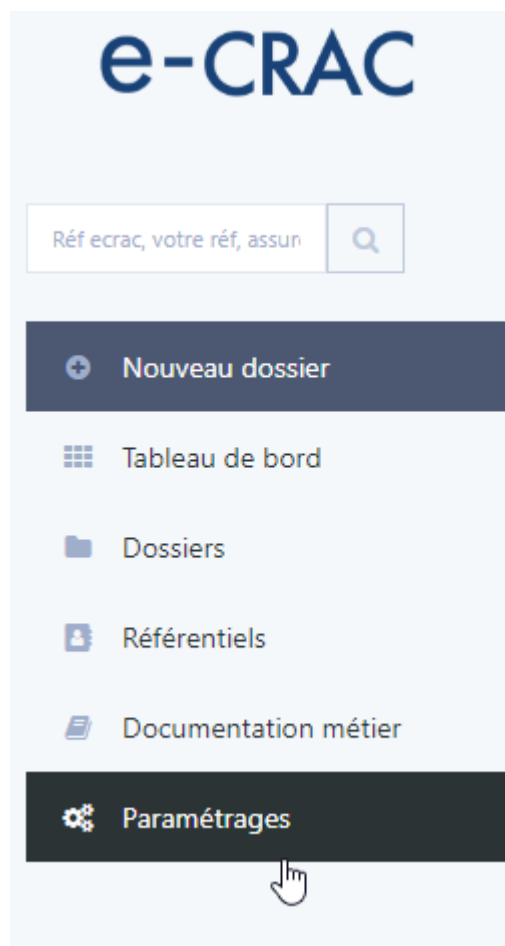 e-CRAC
Réf ecrac, votre réf, assur
Nouveau dossier
Tableau de bord
Dossiers
Référentiels
Documentation métier
Paramétrages